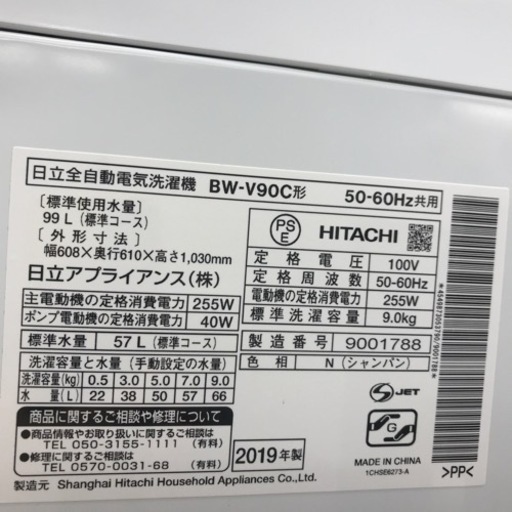 日立全自動電気洗濯機 BW-V90C形 50-60Hz共用
〔標準使用水量〕
99 L（標準コース）
〔外形寸法〕
幅608×奥行610×高さ1,030mm
日立アプライアンス（株）
主電動機の定格消費電力 255W
ポンプ電動機の定格消費電力 40W
標準水量 57 L（標準コース）
洗濯容量と水量（手動設定の水量）
洗濯容量(kg) 0.5 3.0 5.0 7.0 9.0
水量(L) 22 38 50 57 66
商品に関するご相談や修理について
●商品情報やお取り扱いに関するご相談
TEL 050-3155-1111（有料）
●修理に関するご相談
TEL 0570-0031-68（有料）
2019年製
製造元 Shanghai Hitachi Household Appliances Co.,Ltd.
PSE HITACHI
定格電圧 100V
定格周波数 50-60Hz
電動機の定格消費電力 255W
標準洗濯容量 9.0kg
製造番号 9001788
色相 N（シャンパン）
S JET
G
MADE IN CHINA
1CHSE6273-A
>PP<